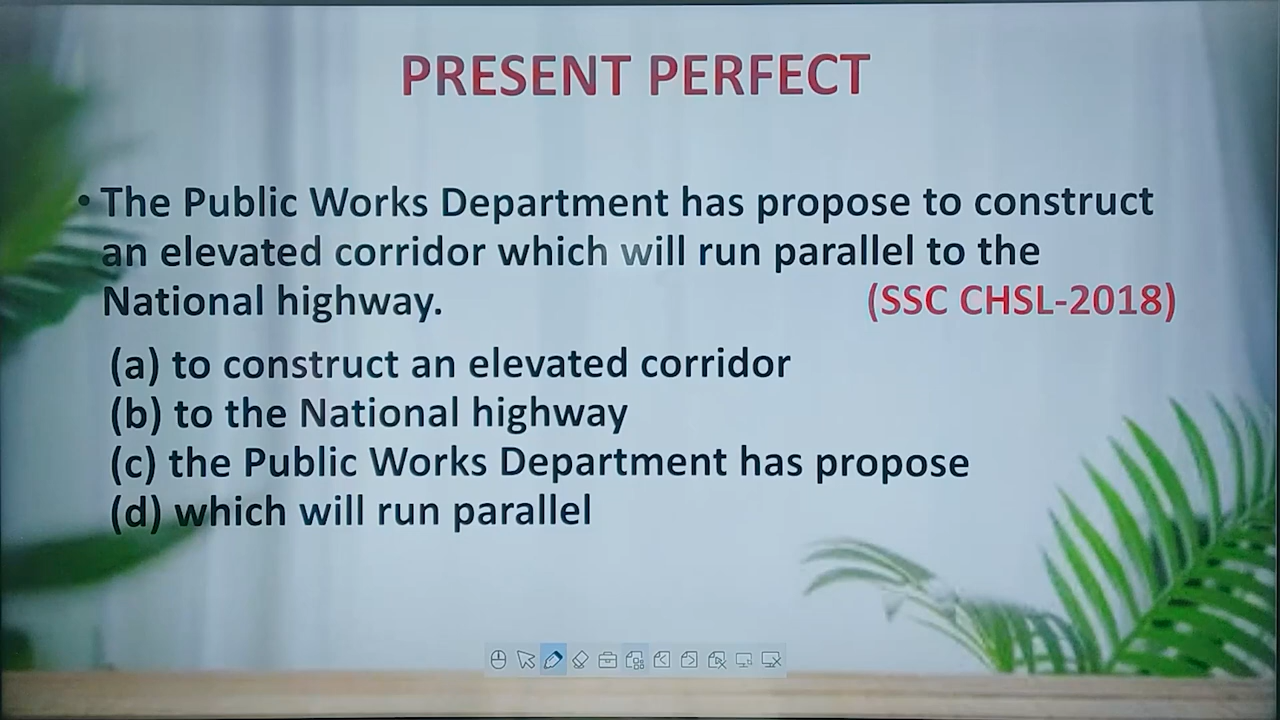 PRESENT PERFECT
• The Public Works Department has propose to construct
an elevated corridor which will run parallel to the
National highway. (SSC CHSL-2018)
(a) to construct an elevated corridor
(b) to the National highway
(c) the Public Works Department has propose
(d) which will run parallel